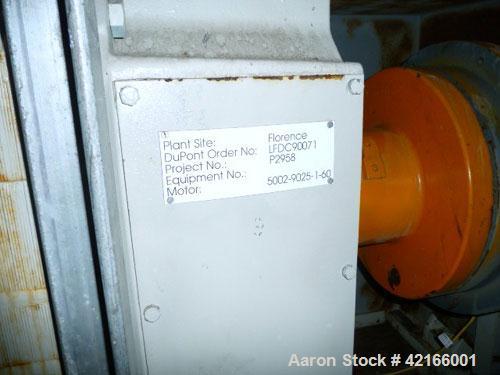 Plant Site: Florence
DuPont Order No: LFDC90071
Project No.: P2958
Equipment No.:
Motor: 5002-9025-1-60
Aaron Stock # 42166001